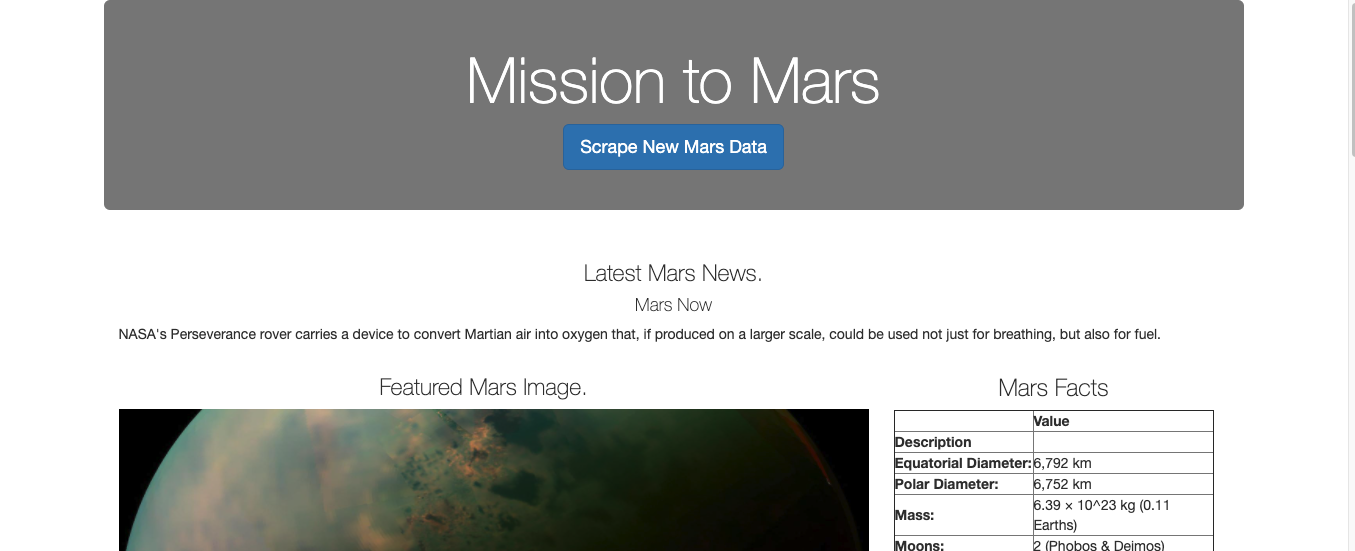 Mission to Mars
Scrape New Mars Data
Latest Mars News.
Mars Now
NASA's Perseverance rover carries a device to convert Martian air into oxygen that, if produced on a larger scale, could be used not just for breathing, but also for fuel.
Featured Mars Image.
Mars Facts
Value
Description
Equatorial Diameter: 6,792 km
Polar Diameter: 6,752 km
Mass: 6.39 × 10^23 kg (0.11
Earths)
Moons: 2 (Phobos & Deimos)